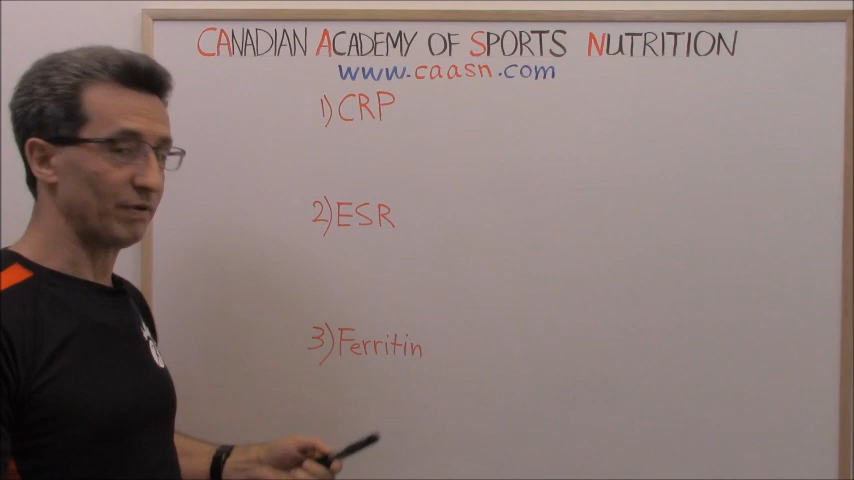 CANADIAN ACADEMY OF SPORTS NUTRITION
www.caasn.com
1) CRP
2) ESR
3) Ferritin